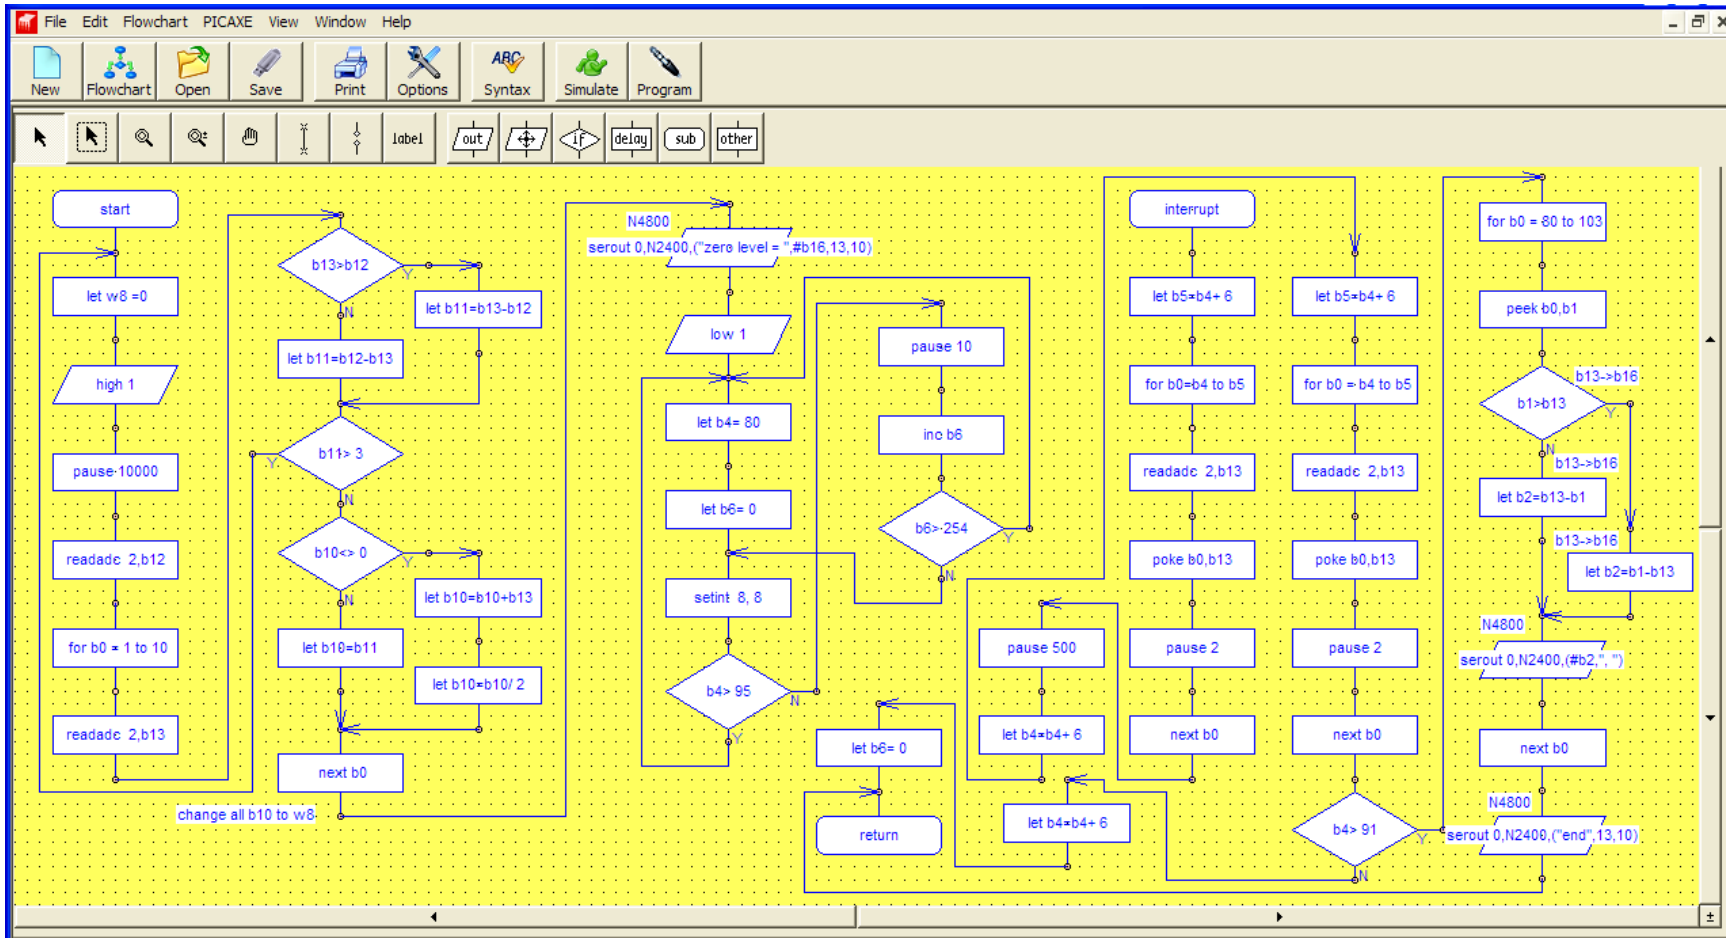 File Edit Flowchart PICAXE View Window Help
New Flowchart Open Save Print Options Syntax Simulate Program
ABC
label out if delay sub other
start
let w8 =0
high 1
pause 10000
readadc 2,b12
for b0 = 1 to 10
readadc 2,b13
b13>b12
Y
N
let b11=b13-b12
let b11=b12-b13
b11> 3
Y
N
b10<> 0
Y
N
let b10=b10+b13
let b10=b11
let b10=b10/ 2
next b0
change all b10 to w8
N4800
serout 0,N2400,("zero level = ",#b16,13,10)
low 1
let b4= 80
let b6= 0
setint 8, 8
b4> 95
N
Y
pause 10
inc b6
b6> 254
Y
N
interrupt
let b5=b4+ 6
for b0=b4 to b5
readadc 2,b13
poke b0,b13
pause 2
next b0
pause 500
let b4=b4+ 6
let b5=b4+ 6
for b0 = b4 to b5
readadc 2,b13
poke b0,b13
pause 2
next b0
b4> 91
Y
N
let b4=b4+ 6
let b6= 0
return
for b0 = 80 to 103
peek b0,b1
b13->b16
b1>b13
Y
N
b13->b16
let b2=b13-b1
b13->b16
let b2=b1-b13
N4800
serout 0,N2400,(#b2,", ")
next b0
N4800
serout 0,N2400,("end",13,10)